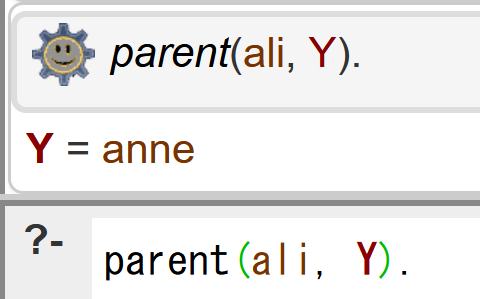 parent(ali, Y).
Y = anne
?- parent(ali, Y).